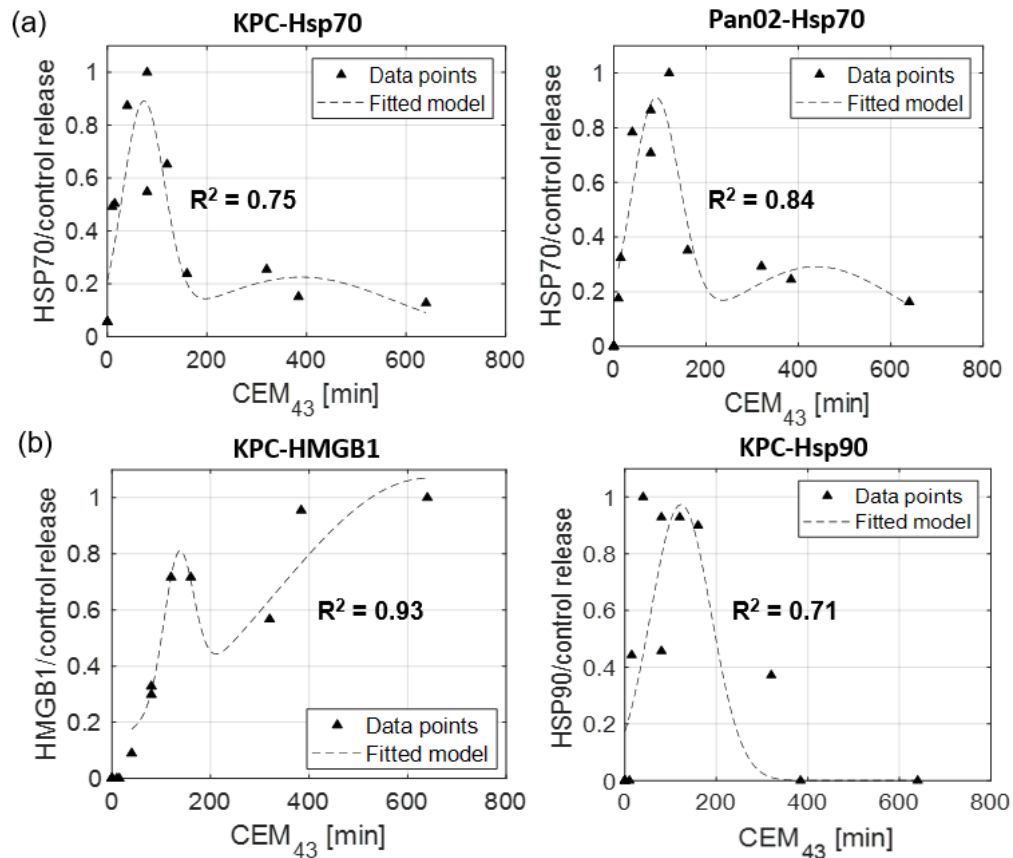 (a)
KPC-Hsp70
HSP70/control release
1
0.8
0.6
0.4
0.2
0
Data points
Fitted model
R² = 0.75
0 200 400 600 800
CEM₄₃ [min]
Pan02-Hsp70
HSP70/control release
1
0.8
0.6
0.4
0.2
0
Data points
Fitted model
R² = 0.84
0 200 400 600 800
CEM₄₃ [min]
(b)
KPC-HMGB1
HMGB1/control release
1
0.8
0.6
0.4
0.2
0
R² = 0.93
Data points
Fitted model
0 200 400 600 800
CEM₄₃ [min]
KPC-Hsp90
HSP90/control release
1
0.8
0.6
0.4
0.2
0
Data points
Fitted model
R² = 0.71
0 200 400 600 800
CEM₄₃ [min]